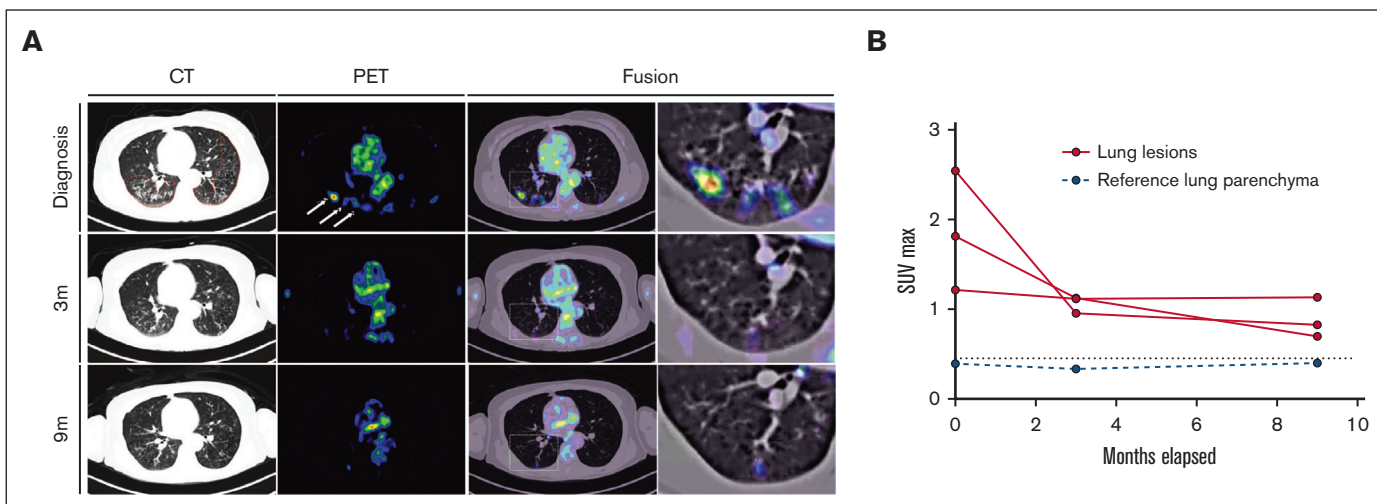 A
CT
PET
Fusion
Diagnosis
3m
9m
B
3
2
1
0
SUV max
Lung lesions
Reference lung parenchyma
0
2
4
6
8
10
Months elapsed